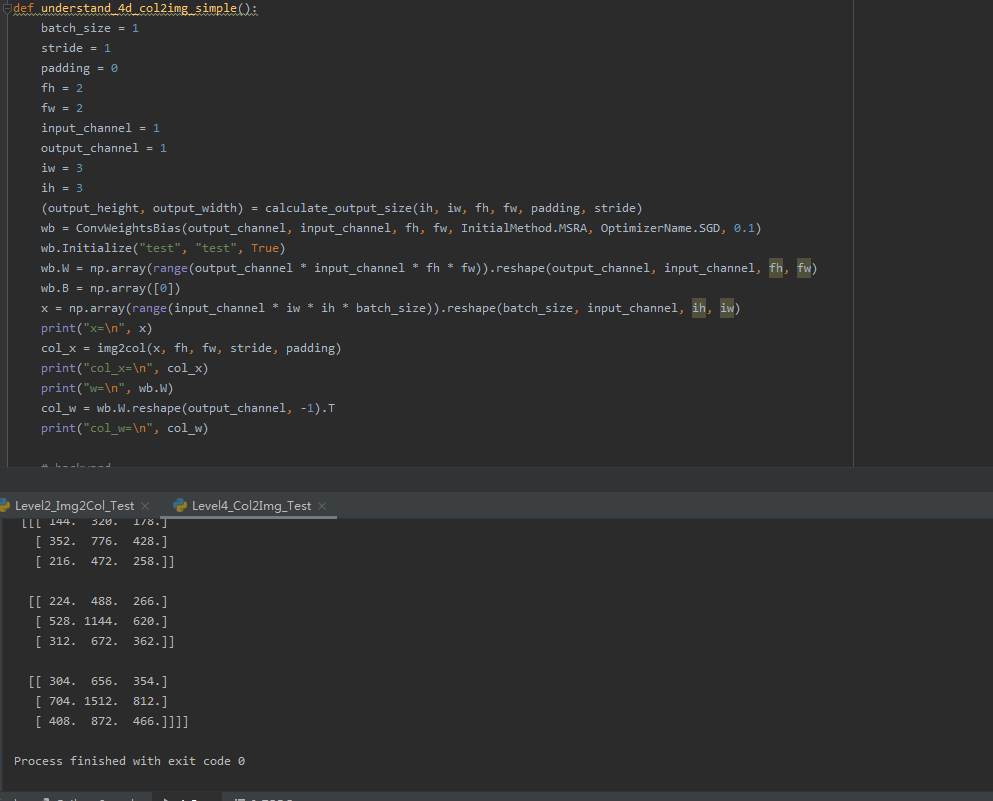 def understand_4d_col2img_simple():
    batch_size = 1
    stride = 1
    padding = 0
    fh = 2
    fw = 2
    input_channel = 1
    output_channel = 1
    iw = 3
    ih = 3
    (output_height, output_width) = calculate_output_size(ih, iw, fh, fw, padding, stride)
    wb = ConvWeightsBias(output_channel, input_channel, fh, fw, InitialMethod.MSRA, OptimizerName.SGD, 0.1)
    wb.Initialize("test", "test", True)
    wb.W = np.array(range(output_channel * input_channel * fh * fw)).reshape(output_channel, input_channel, fh, fw)
    wb.B = np.array([0])
    x = np.array(range(input_channel * iw * ih * batch_size)).reshape(batch_size, input_channel, ih, iw)
    print("x=\n", x)
    col_x = img2col(x, fh, fw, stride, padding)
    print("col_x=\n", col_x)
    print("w=\n", wb.W)
    col_w = wb.W.reshape(output_channel, -1).T
    print("col_w=\n", col_w)
Level2_Img2Col_Test × Level4_Col2Img_Test ×
[[[ 144.  320.  178.]
  [ 352.  776.  428.]
  [ 216.  472.  258.]]
 [[ 224.  488.  266.]
  [ 528. 1144.  620.]
  [ 312.  672.  362.]]
 [[ 304.  656.  354.]
  [ 704. 1512.  812.]
  [ 408.  872.  466.]]]]
Process finished with exit code 0